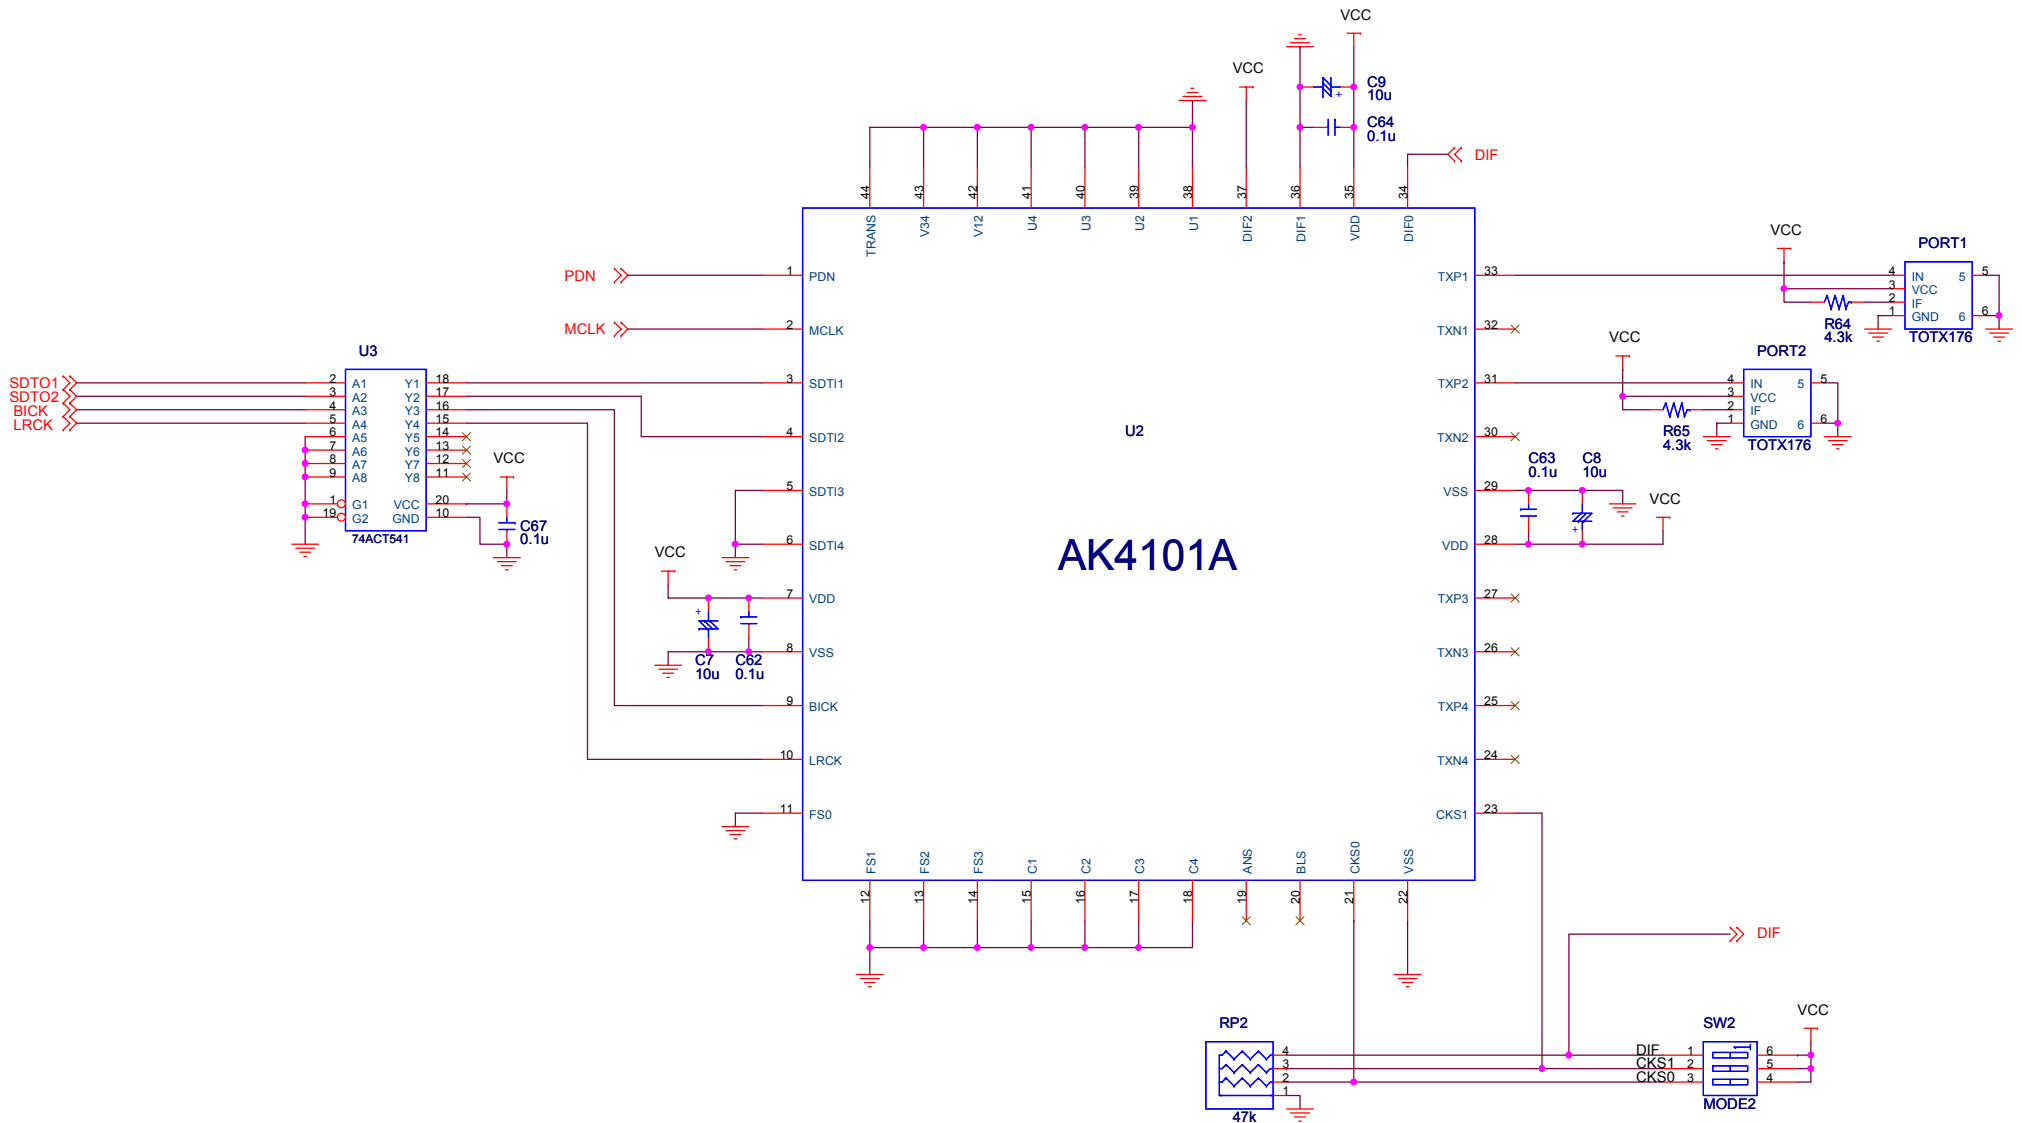 VCC
C9
10u
VCC
C64
0.1u
DIF
44 43 42 41 40 39 38 37 36 35 34
TRANS V34 V12 U4 U3 U2 U1 DIF2 DIF1 VDD DIF0
PDN 1 PDN
MCLK 2 MCLK
U3
SDTO1 2 A1 Y1 18 3 SDTI1
SDTO2 3 A2 Y2 17
BICK 4 A3 Y3 16
LRCK 5 A4 Y4 15
6 A5 Y5 14 4 SDTI2
7 A6 Y6 13
8 A7 Y7 12
9 A8 Y8 11
VCC
1 G1 VCC 20
19 G2 GND 10
74ACT541
C67
0.1u
5 SDTI3
6 SDTI4
VCC
7 VDD
+
8 VSS
C7
10u
C62
0.1u
9 BICK
10 LRCK
11 FS0
U2
AK4101A
TXP1 33
TXN1 32
TXP2 31
TXN2 30
VSS 29
VDD 28
TXP3 27
TXN3 26
TXP4 25
TXN4 24
CKS1 23
VCC
PORT1
4 IN 5 5
3 VCC
2 IF
1 GND 6 6
R64
4.3k
TOTX176
VCC
PORT2
4 IN 5 5
3 VCC
2 IF
1 GND 6 6
R65
4.3k
TOTX176
C63
0.1u
C8
10u
VCC
+
FS1 FS2 FS3 C1 C2 C3 C4 ANS BLS CKS0 VSS
12 13 14 15 16 17 18 19 20 21 22
DIF
VCC
RP2
4
3
2
1
47k
SW2
DIF 1 6
CKS1 2 5
CKS0 3 4
1
MODE2